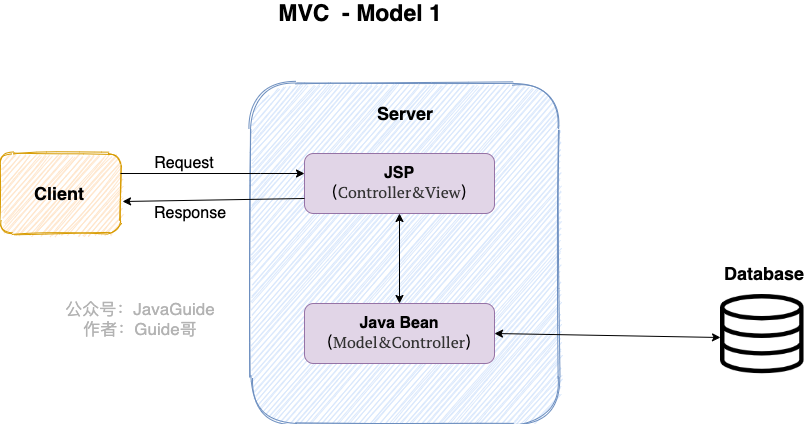 MVC - Model 1
Server
Client
Request
Response
JSP
(Controller&View)
Java Bean
(Model&Controller)
Database
公众号：JavaGuide
作者：Guide哥